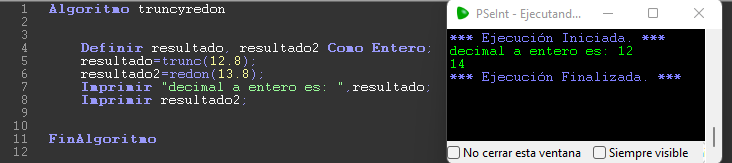 1 Algoritmo truncyredon
2
3
4 Definir resultado, resultado2 Como Entero;
5 resultado=trunc(12.8);
6 resultado2=redon(13.8);
7 Imprimir "decimal a entero es: ",resultado;
8 Imprimir resultado2;
9
10
11 FinAlgoritmo
12
PSeInt - Ejecutand...
*** Ejecución Iniciada. ***
decimal a entero es: 12
14
*** Ejecución Finalizada. ***
No cerrar esta ventana Siempre visible